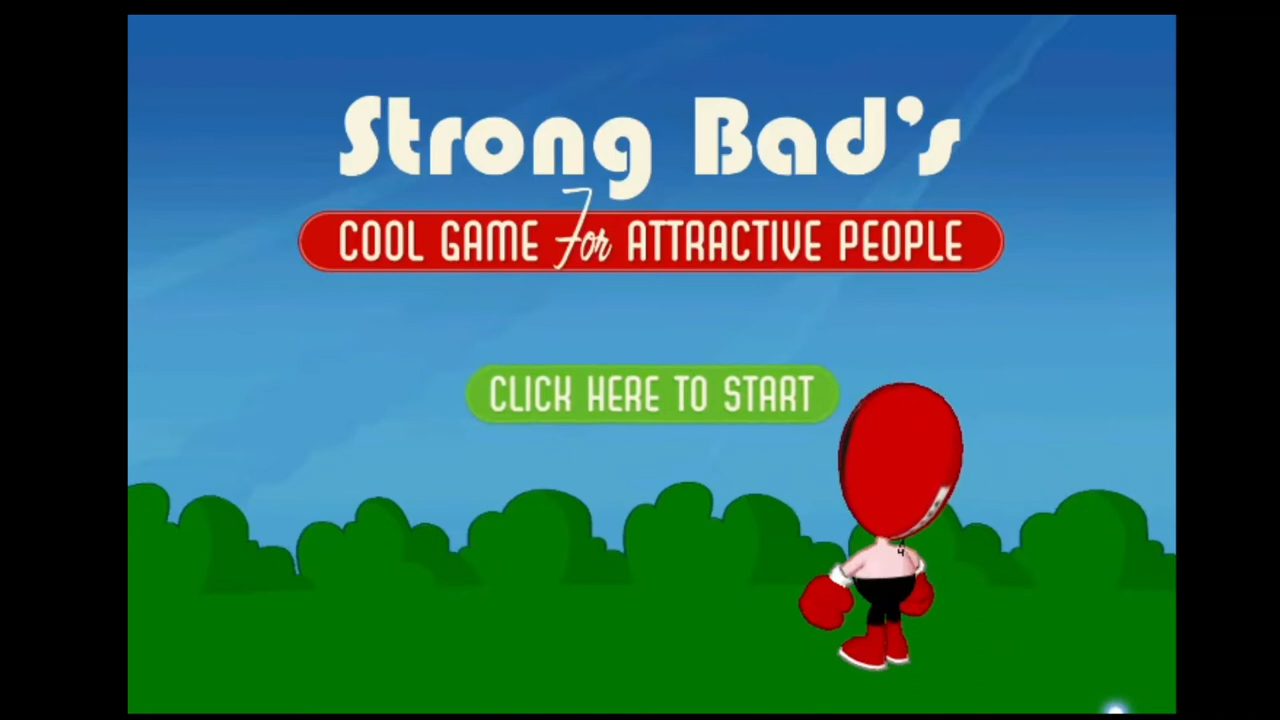 Strong Bad's
COOL GAME For ATTRACTIVE PEOPLE
CLICK HERE TO START